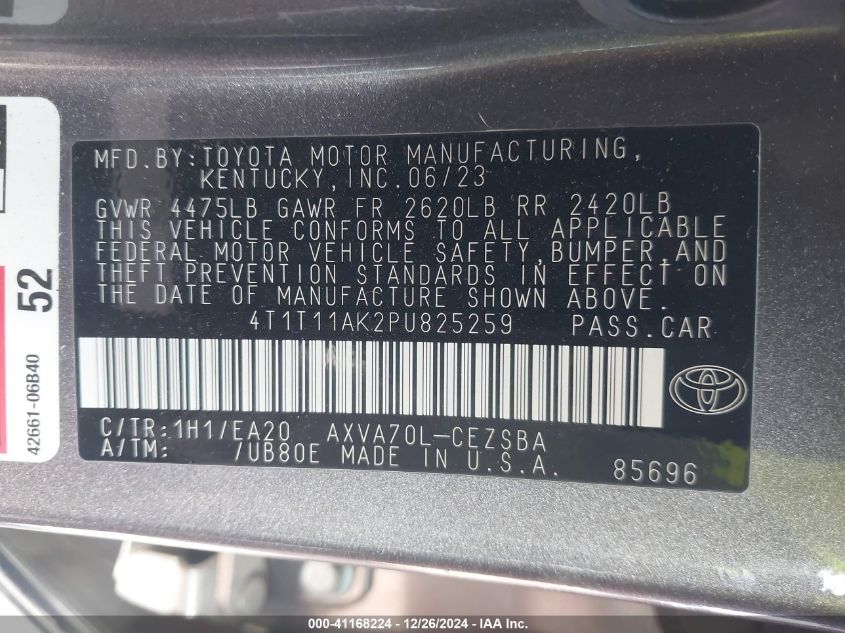 MFD.BY:TOYOTA MOTOR MANUFACTURING,
KENTUCKY,INC.06/23
GVWR 4475LB GAWR FR 2620LB RR 2420LB
THIS VEHICLE CONFORMS TO ALL APPLICABLE
FEDERAL MOTOR VEHICLE SAFETY,BUMPER,AND
THEFT PREVENTION STANDARDS IN EFFECT ON
THE DATE OF MANUFACTURE SHOWN ABOVE.
4T1T11AK2PU825259 PASS.CAR
C/TR:1H1/EA20 AXVA70L-CEZSBA
A/TM: /UB80E MADE IN U.S.A. 85696
52
42661-06B40
000-41168224 - 12/26/2024 - IAA Inc.